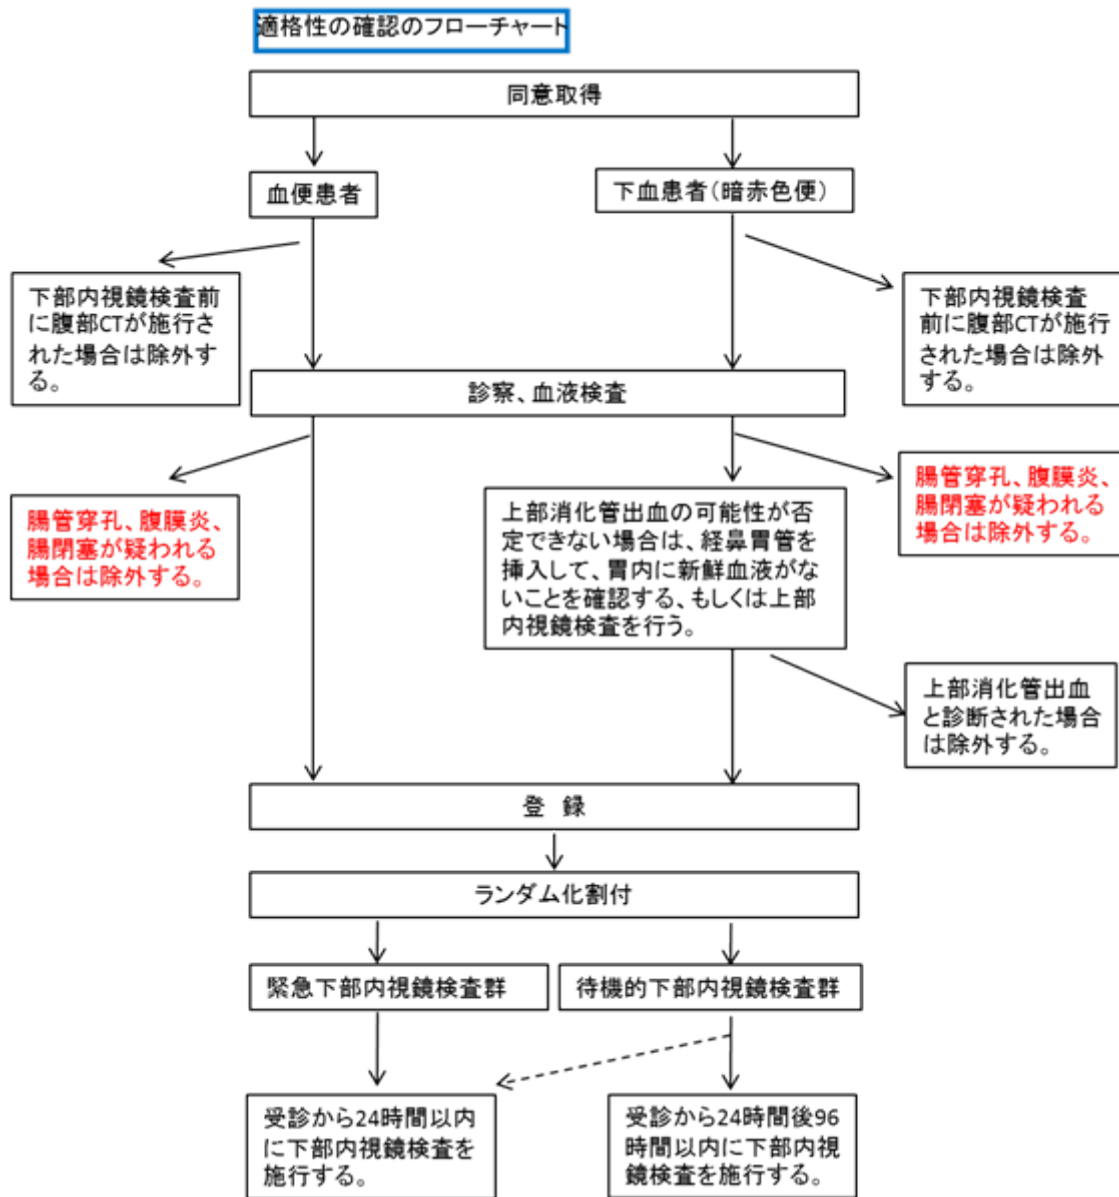 適格性の確認のフローチャート
同意取得
血便患者
下血患者(暗赤色便)
下部内視鏡検査前
に腹部CTが施行さ
れた場合は除外す
る。
下部内視鏡検査
前に腹部CTが施行
された場合は除外
する。
診察、血液検査
腸管穿孔、腹膜炎、
腸閉塞が疑われる
場合は除外する。
上部消化管出血の可能性が否
定できない場合は、経鼻胃管を
挿入して、胃内に新鮮血液がな
いことを確認する、もしくは上部
内視鏡検査を行う。
腸管穿孔、腹膜炎、
腸閉塞が疑われる
場合は除外する。
上部消化管出血
と診断された場合
は除外する。
登 録
ランダム化割付
緊急下部内視鏡検査群
待機的下部内視鏡検査群
受診から24時間以内
に下部内視鏡検査を
施行する。
受診から24時間後96
時間以内に下部内視
鏡検査を施行する。